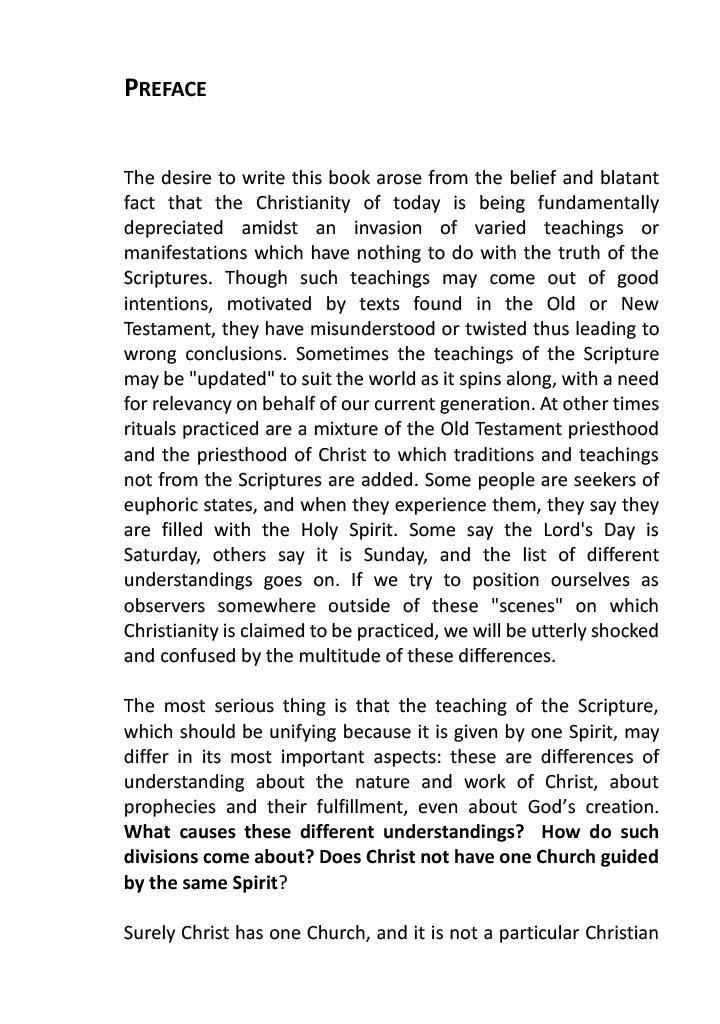 PREFACE
The desire to write this book arose from the belief and blatant
fact that the Christianity of today is being fundamentally
depreciated amidst an invasion of varied teachings or
manifestations which have nothing to do with the truth of the
Scriptures. Though such teachings may come out of good
intentions, motivated by texts found in the Old or New
Testament, they have misunderstood or twisted thus leading to
wrong conclusions. Sometimes the teachings of the Scripture
may be "updated" to suit the world as it spins along, with a need
for relevancy on behalf of our current generation. At other times
rituals practiced are a mixture of the Old Testament priesthood
and the priesthood of Christ to which traditions and teachings
not from the Scriptures are added. Some people are seekers of
euphoric states, and when they experience them, they say they
are filled with the Holy Spirit. Some say the Lord's Day is
Saturday, others say it is Sunday, and the list of different
understandings goes on. If we try to position ourselves as
observers somewhere outside of these "scenes" on which
Christianity is claimed to be practiced, we will be utterly shocked
and confused by the multitude of these differences.
The most serious thing is that the teaching of the Scripture,
which should be unifying because it is given by one Spirit, may
differ in its most important aspects: these are differences of
understanding about the nature and work of Christ, about
prophecies and their fulfillment, even about God’s creation.
What causes these different understandings?  How do such
divisions come about? Does Christ not have one Church guided
by the same Spirit?
Surely Christ has one Church, and it is not a particular Christian